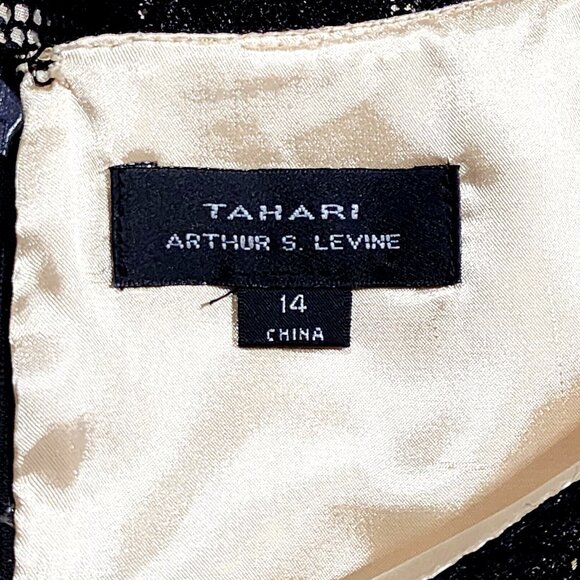 TAHARI
ARTHUR S. LEVINE
14
CHINA